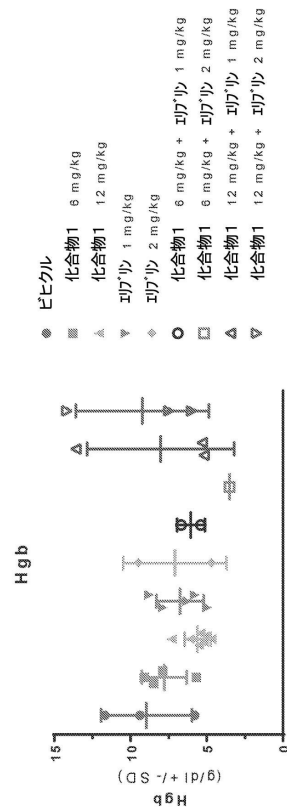 Hgb
Hgb
(g/dl +/- SD)
15
10
5
0
ビヒクル
化合物1 6 mg/kg
化合物1 12 mg/kg
エリブリン 1 mg/kg
エリブリン 2 mg/kg
化合物1 6 mg/kg + エリブリン 1 mg/kg
化合物1 6 mg/kg + エリブリン 2 mg/kg
化合物1 12 mg/kg + エリブリン 1 mg/kg
化合物1 12 mg/kg + エリブリン 2 mg/kg